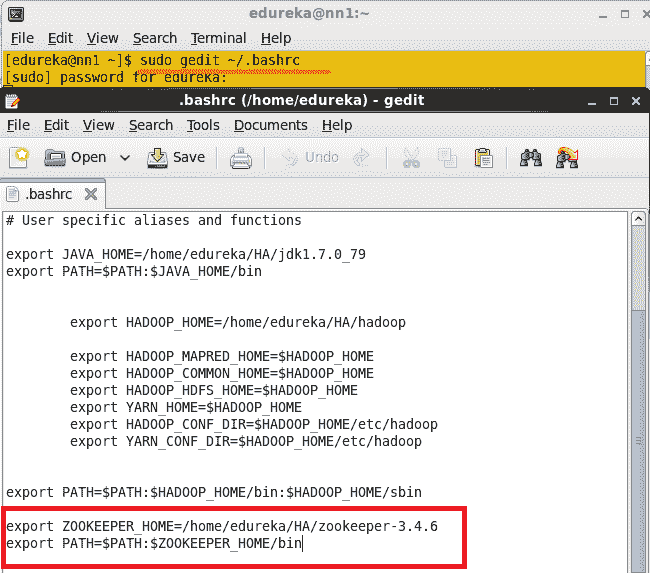 edureka@nn1:~
File Edit View Search Terminal Help
[edureka@nn1 ~]$ sudo gedit ~/.bashrc
[sudo] password for edureka:
.bashrc (/home/edureka) - gedit
File Edit View Search Tools Documents Help
Open Save Undo
.bashrc
# User specific aliases and functions
export JAVA_HOME=/home/edureka/HA/jdk1.7.0_79
export PATH=$PATH:$JAVA_HOME/bin
export HADOOP_HOME=/home/edureka/HA/hadoop
export HADOOP_MAPRED_HOME=$HADOOP_HOME
export HADOOP_COMMON_HOME=$HADOOP_HOME
export HADOOP_HDFS_HOME=$HADOOP_HOME
export YARN_HOME=$HADOOP_HOME
export HADOOP_CONF_DIR=$HADOOP_HOME/etc/hadoop
export YARN_CONF_DIR=$HADOOP_HOME/etc/hadoop
export PATH=$PATH:$HADOOP_HOME/bin:$HADOOP_HOME/sbin
export ZOOKEEPER_HOME=/home/edureka/HA/zookeeper-3.4.6
export PATH=$PATH:$ZOOKEEPER_HOME/bin